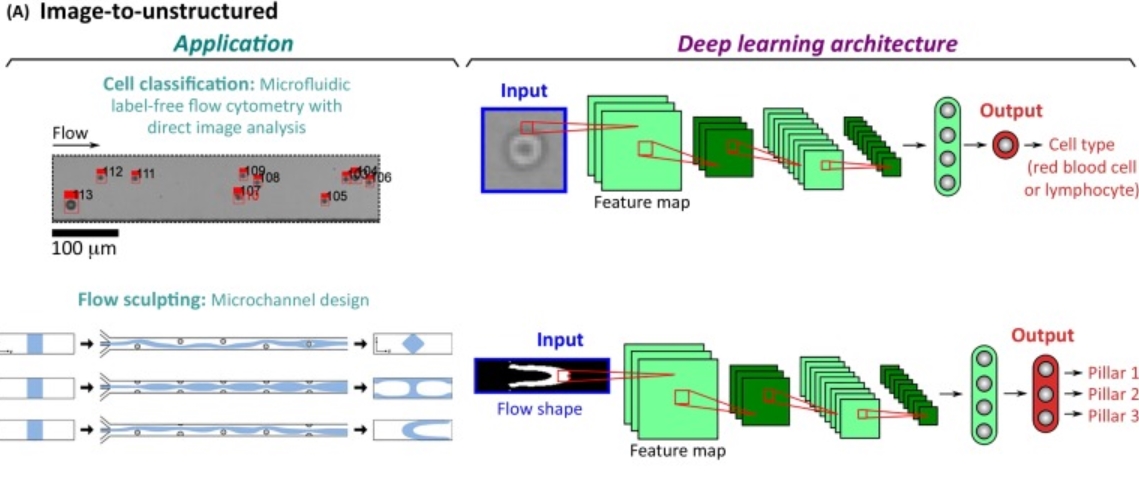 (A) Image-to-unstructured
Application
Deep learning architecture
Cell classification: Microfluidic
label-free flow cytometry with
direct image analysis
Flow
112
111
109
108
104
106
113
107
105
100 μm
Input
Feature map
Output
Cell type
(red blood cell
or lymphocyte)
Flow sculpting: Microchannel design
Input
Flow shape
Feature map
Output
Pillar 1
Pillar 2
Pillar 3